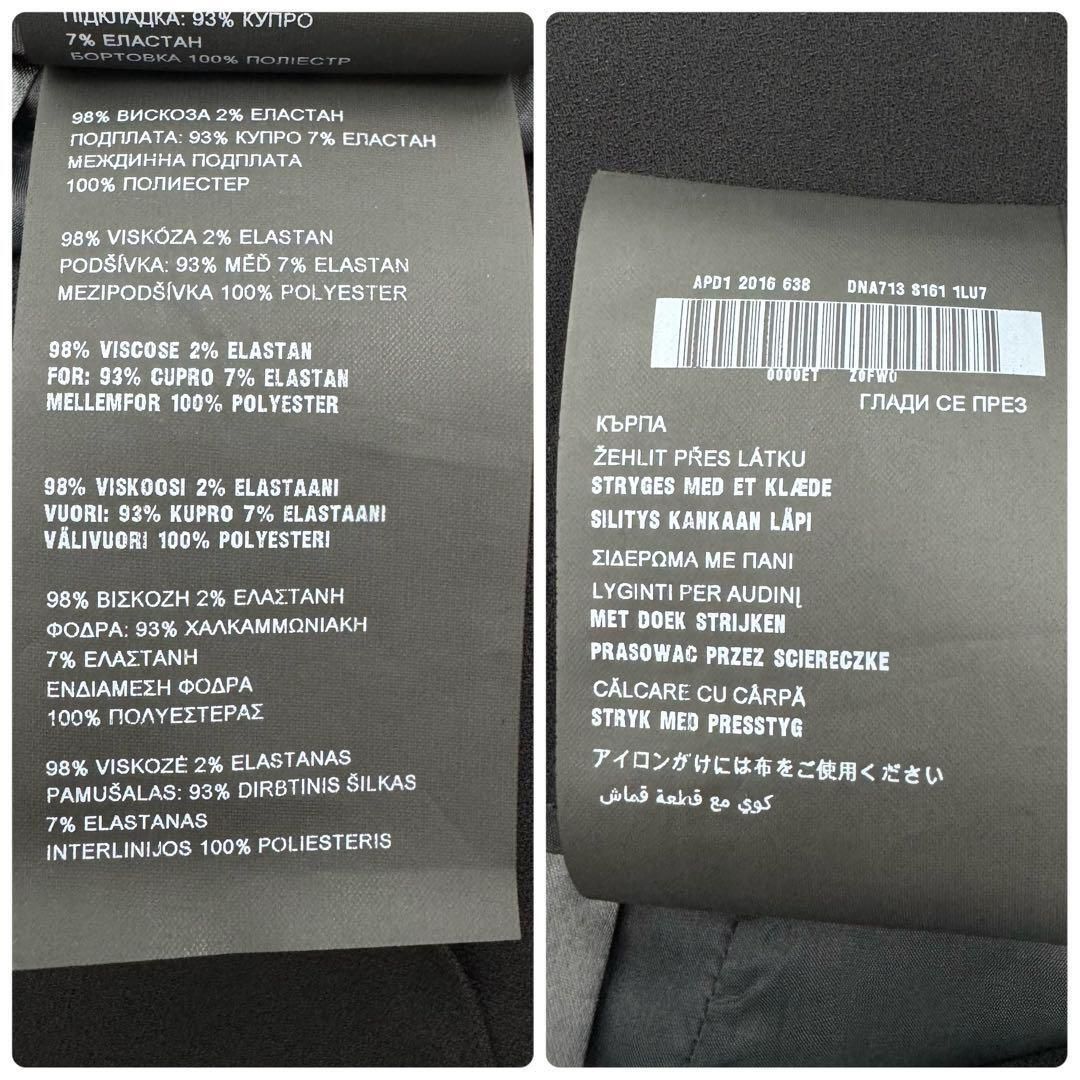 ПІДКЛАДКА: 93% КУПРО
7% ЕЛАСТАН
БОРТОВКА 100% ПОЛІЕСТР
98% ВИСКОЗА 2% ЕЛАСТАН
ПОДПЛАТА: 93% КУПРО 7% ЕЛАСТАН
МЕЖДИННА ПОДПЛАТА
100% ПОЛИЕСТЕР
98% VISKÓZA 2% ELASTAN
PODŠÍVKA: 93% MĚĎ 7% ELASTAN
MEZIPODŠÍVKA 100% POLYESTER
98% VISCOSE 2% ELASTAN
FOR: 93% CUPRO 7% ELASTAN
MELLEMFOR 100% POLYESTER
98% VISKOOSI 2% ELASTAANI
VUORI: 93% KUPRO 7% ELASTAANI
VÄLIVUORI 100% POLYESTERI
98% ΒΙΣΚΟΖΗ 2% ΕΛΑΣΤΑΝΗ
ΦΟΔΡΑ: 93% ΧΑΛΚΑΜΜΩΝΙΑΚΗ
7% ΕΛΑΣΤΑΝΗ
ΕΝΔΙΑΜΕΣΗ ΦΟΔΡΑ
100% ΠΟΛΥΕΣΤΕΡΑΣ
98% VISKOZĖ 2% ELASTANAS
PAMUŠALAS: 93% DIRBTINIS ŠILKAS
7% ELASTANAS
INTERLINIJOS 100% POLIESTERIS
APD1 2016 638 DNA713 S161 1LU7
0000ET Z0FW0
ГЛАДИ СЕ ПРЕЗ
КЪРПА
ŽEHLIT PŘES LÁTKU
STRYGES MED ET KLÆDE
SILITYS KANKAAN LÄPI
ΣΙΔΕΡΩΜΑ ΜΕ ΠΑΝΙ
LYGINTI PER AUDINĮ
MET DOEK STRIJKEN
PRASOWAC PRZEZ SCIERECZKE
CĂLCARE CU CÂRPĂ
STRYK MED PRESSTYG
アイロンがけには布をご使用ください
كوي مع قطعة قماش